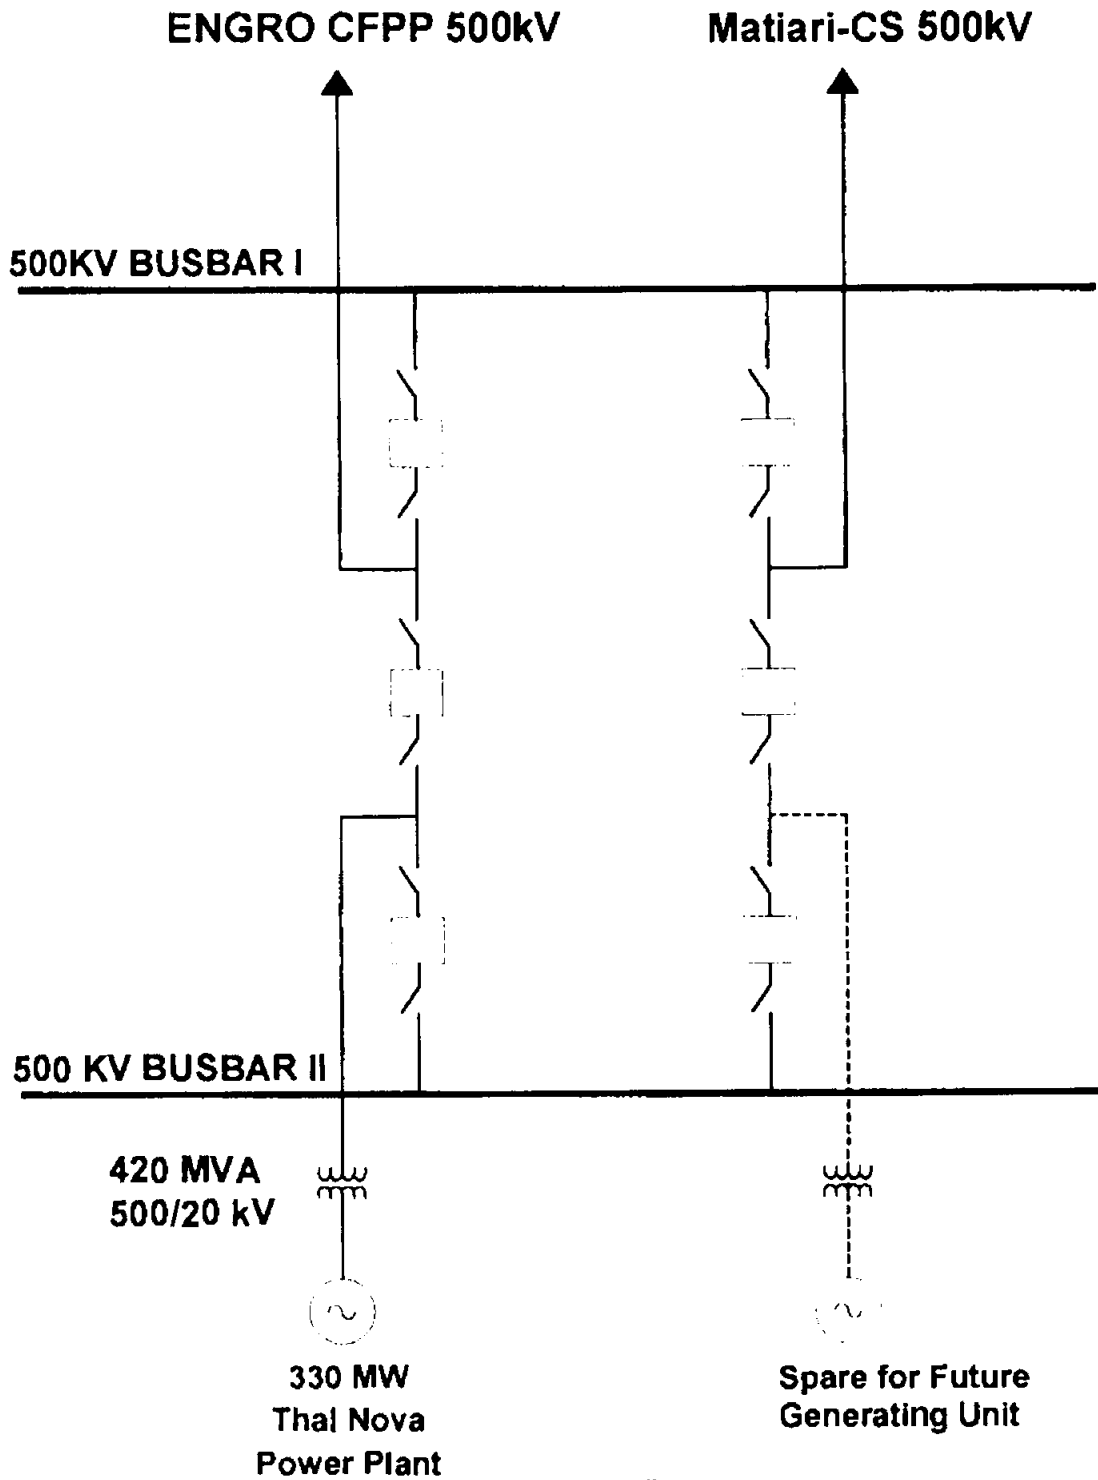 ENGRO CFPP 500kV
Matiari-CS 500kV
500KV BUSBAR I
500 KV BUSBAR II
420 MVA
500/20 kV
330 MW
Thal Nova
Power Plant
Spare for Future
Generating Unit